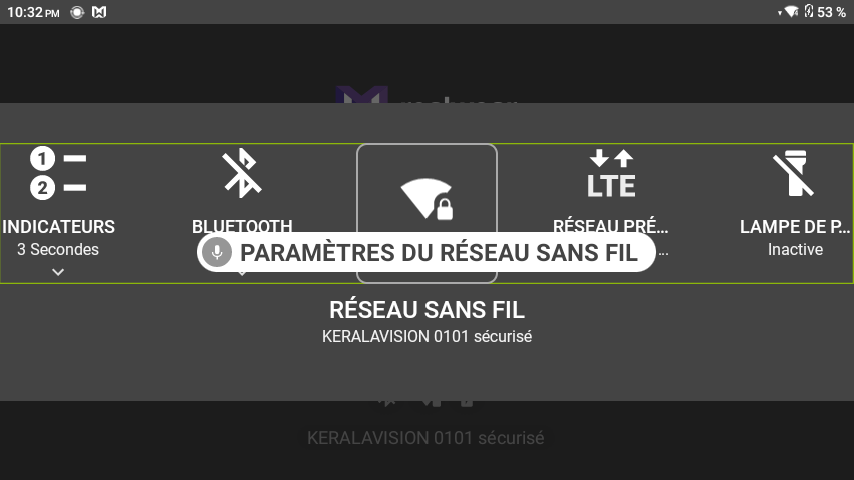 10:32 PM
53 %
1
2
LTE
INDICATEURS
BLUETOOTH
RÉSEAU PRÉ...
LAMPE DE P...
3 Secondes
...
Inactive
PARAMÈTRES DU RÉSEAU SANS FIL
RÉSEAU SANS FIL
KERALAVISION 0101 sécurisé
KERALAVISION 0101 sécurisé